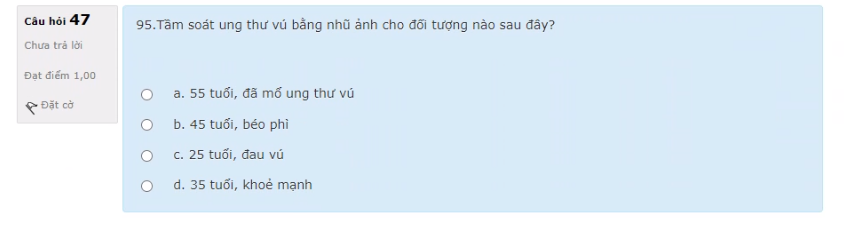 Câu hỏi 47
Chưa trả lời
Đạt điểm 1,00
Đặt cờ
95.Tầm soát ung thư vú bằng nhũ ảnh cho đối tượng nào sau đây?
a. 55 tuổi, đã mổ ung thư vú
b. 45 tuổi, béo phì
c. 25 tuổi, đau vú
d. 35 tuổi, khoẻ mạnh